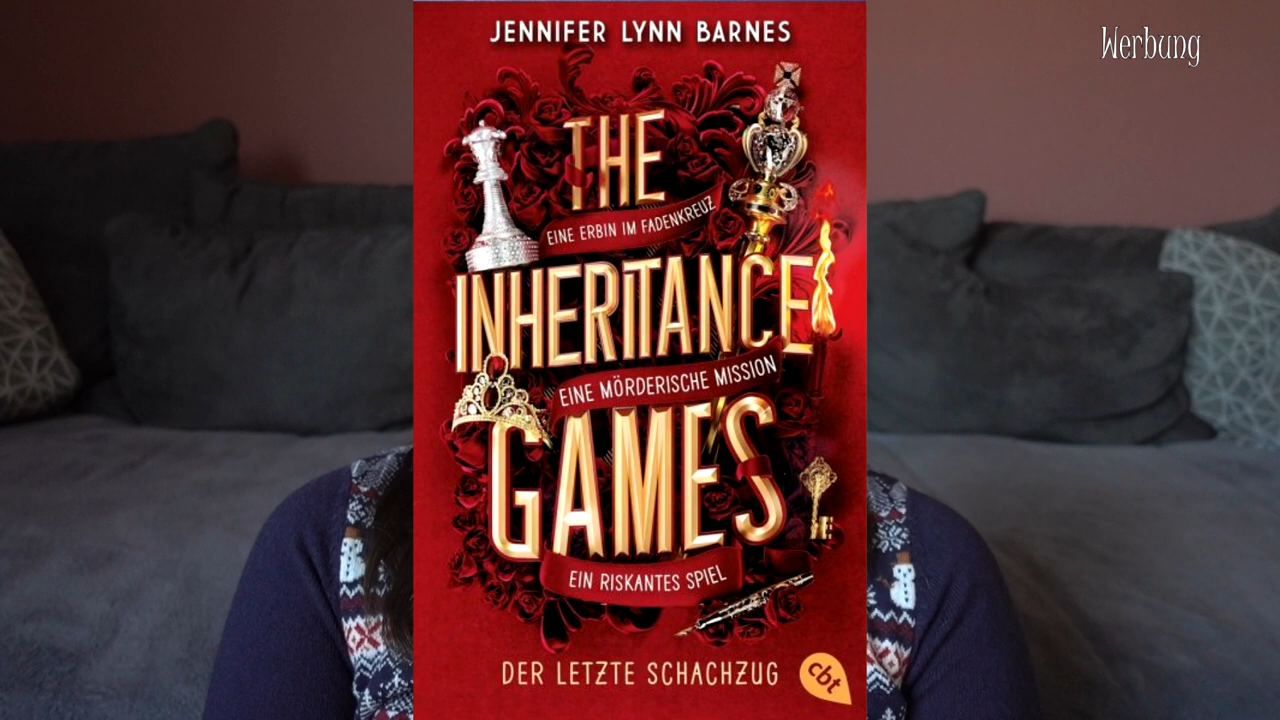 Werbung
JENNIFER LYNN BARNES
THE
EINE ERBIN IM FADENKREUZ
INHERITANCE
EINE MÖRDERISCHE MISSION
GAMES
EIN RISKANTES SPIEL
DER LETZTE SCHACHZUG
cbt